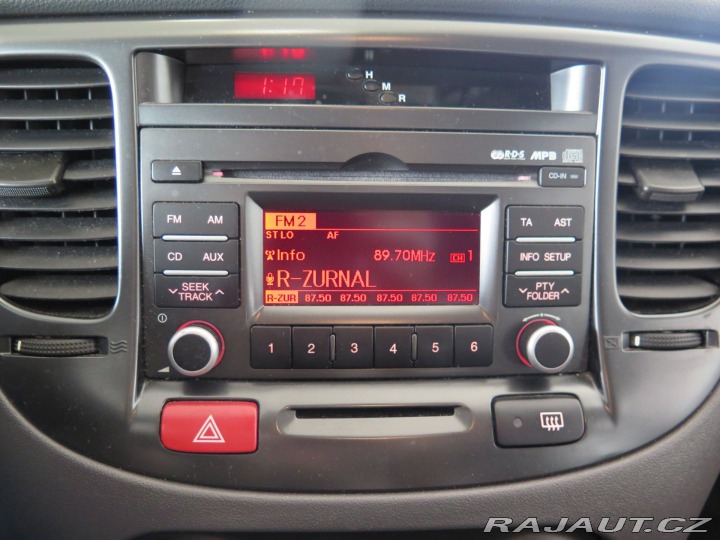 1:17
H
M
R
R·D·S MP3
CD-IN
FM AM
CD AUX
SEEK
TRACK
FM2
ST LO AF
Info 89.70MHz CH 1
R-ZURNAL
R-ZUR 87.50 87.50 87.50 87.50 87.50
TA AST
INFO SETUP
PTY
FOLDER
1 2 3 4 5 6
RAJAUT.CZ